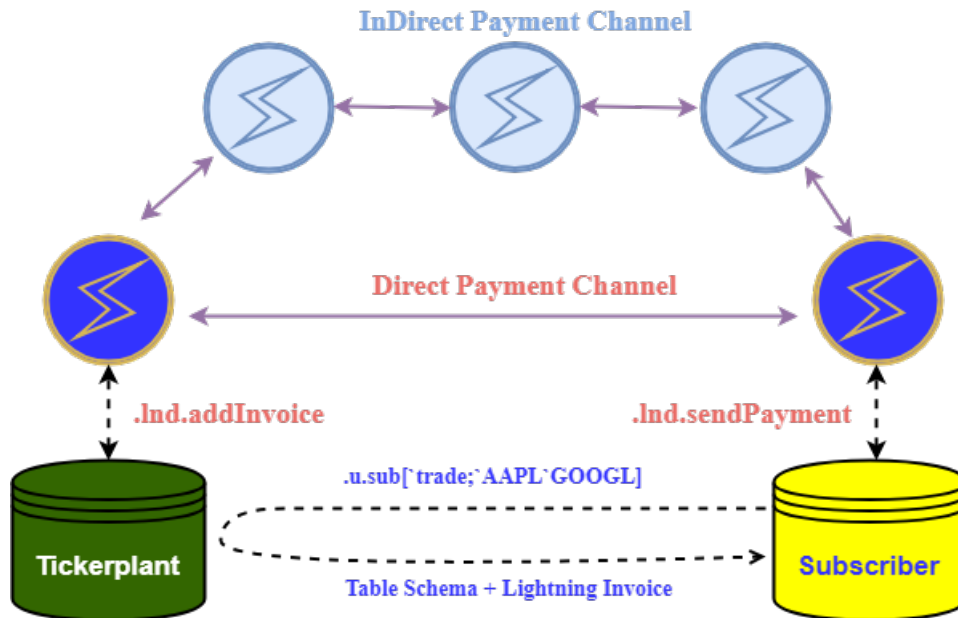 InDirect Payment Channel
Direct Payment Channel
.lnd.addInvoice
.lnd.sendPayment
.u.sub[`trade;`AAPL`GOOGL]
Tickerplant
Subscriber
Table Schema + Lightning Invoice